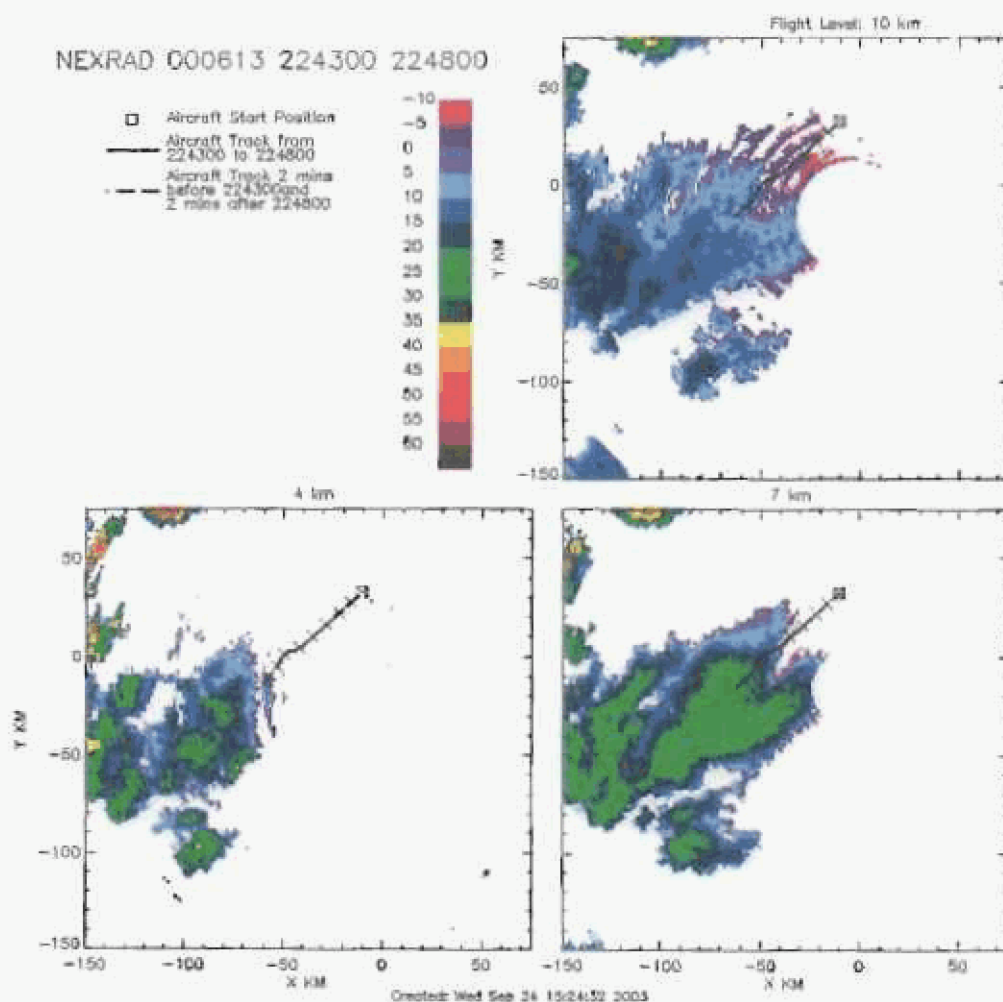 Flight Level: 10 km
NEXRAD 000613 224300 224800
Aircraft Start Position
Aircraft Track from
224300 to 224800
Aircraft Track 2 mins
before 224300and
2 mins after 224800
-10
-5
0
5
10
15
20
25
30
35
40
45
50
55
60
50
0
-50
-100
-150
Y KM
4 km
7 km
50
0
-50
-100
-150
Y KM
-150
-100
-50
0
50
X KM
-150
-100
-50
0
50
X KM
Created: Wed Sep 24 15:24:32 2003